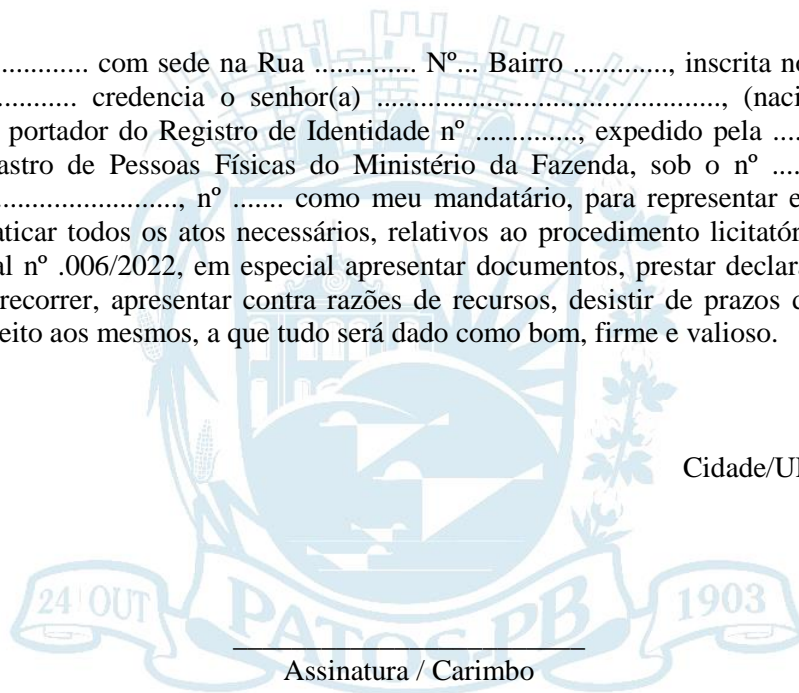 ............. com sede na Rua ............. Nº... Bairro ............, inscrita no
............ credencia o senhor(a) ............................................, (naci
portador do Registro de Identidade nº ............., expedido pela ....
astro de Pessoas Físicas do Ministério da Fazenda, sob o nº .....
......................., nº ....... como meu mandatário, para representar e
aticar todos os atos necessários, relativos ao procedimento licitatór
al nº .006/2022, em especial apresentar documentos, prestar declara
recorrer, apresentar contra razões de recursos, desistir de prazos d
eito aos mesmos, a que tudo será dado como bom, firme e valioso.
Cidade/UF
24 OUT
PATOS-PB
1903
Assinatura / Carimbo